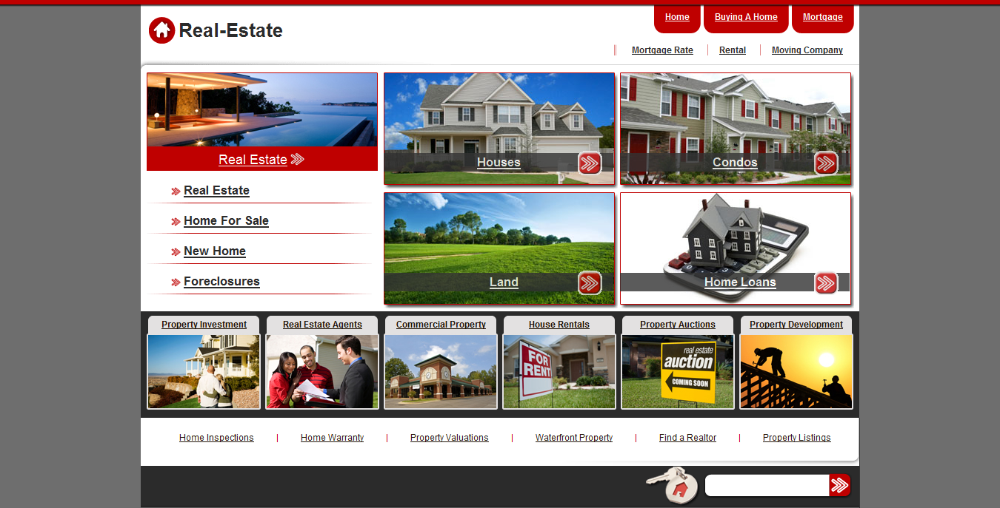 Home
Buying A Home
Mortgage
Real-Estate
Mortgage Rate
Rental
Moving Company
Real Estate
Houses
Condos
Real Estate
Home For Sale
New Home
Foreclosures
Land
Home Loans
Property Investment
Real Estate Agents
Commercial Property
House Rentals
Property Auctions
Property Development
FOR
RENT
real estate
auction
COMING SOON
Home Inspections
Home Warranty
Property Valuations
Waterfront Property
Find a Realtor
Property Listings